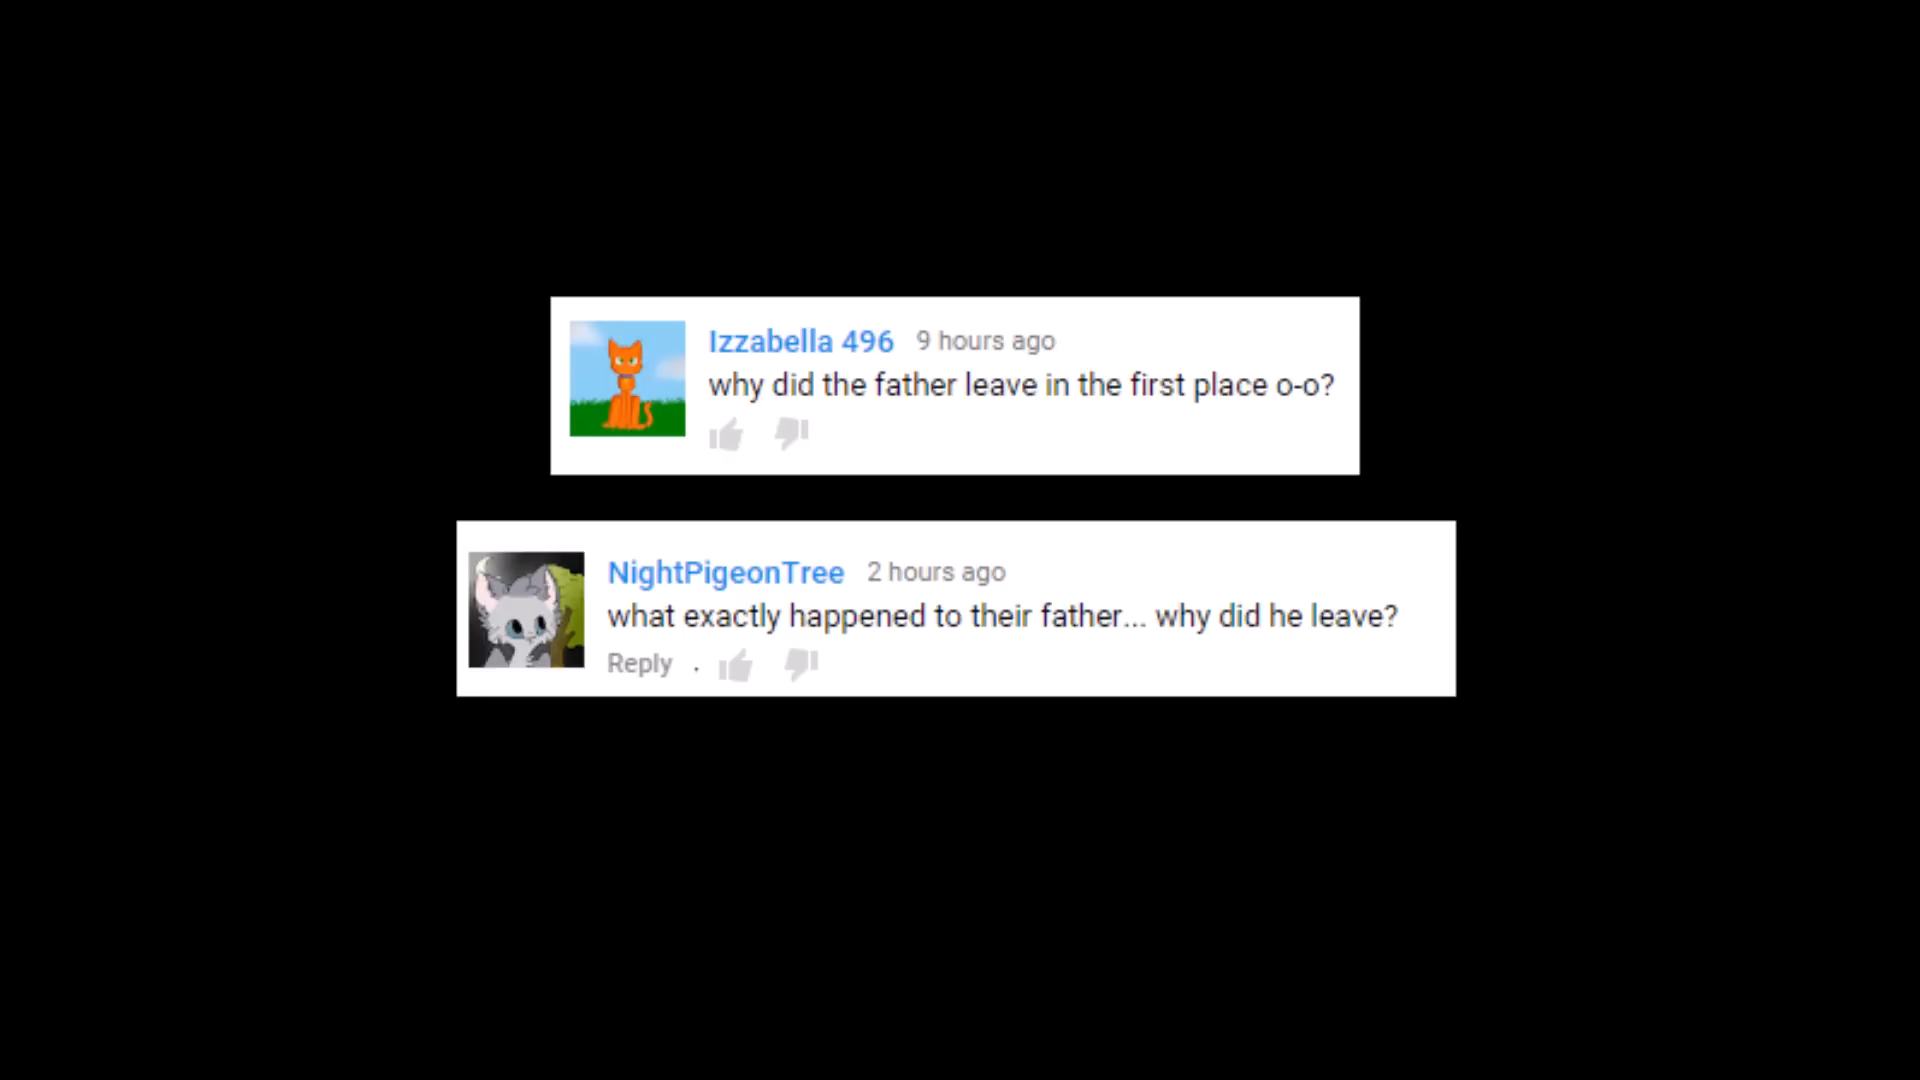 Izzabella 496 9 hours ago
why did the father leave in the first place o-o?
NightPigeonTree 2 hours ago
what exactly happened to their father... why did he leave?
Reply .